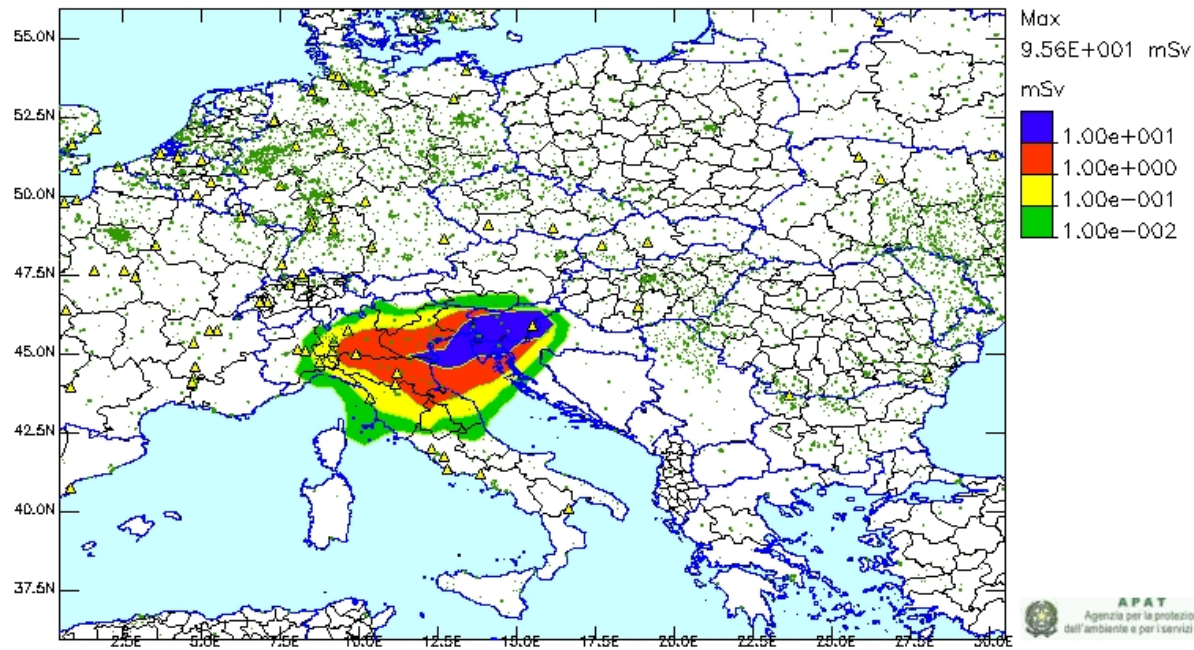 Max
9.56E+001 mSv
mSv
1.00e+001
1.00e+000
1.00e-001
1.00e-002
55.0N
52.5N
50.0N
47.5N
45.0N
42.5N
40.0N
37.5N
2.5E 5.0E 7.5E 10.0E 12.5E 15.0E 17.5E 20.0E 22.5E 25.0E 27.5E 30.0E
APAT
Agenzia per la protezio
dell'ambiente e per i servizi